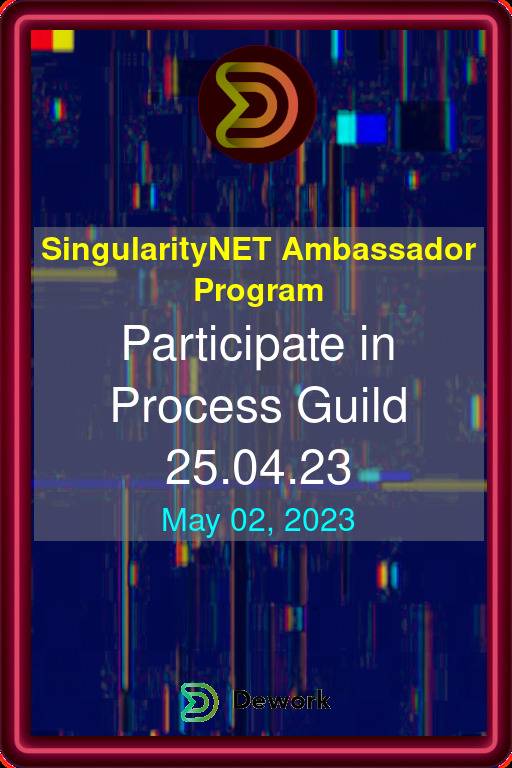 SingularityNET Ambassador
Program
Participate in
Process Guild
25.04.23
May 02, 2023
Dework